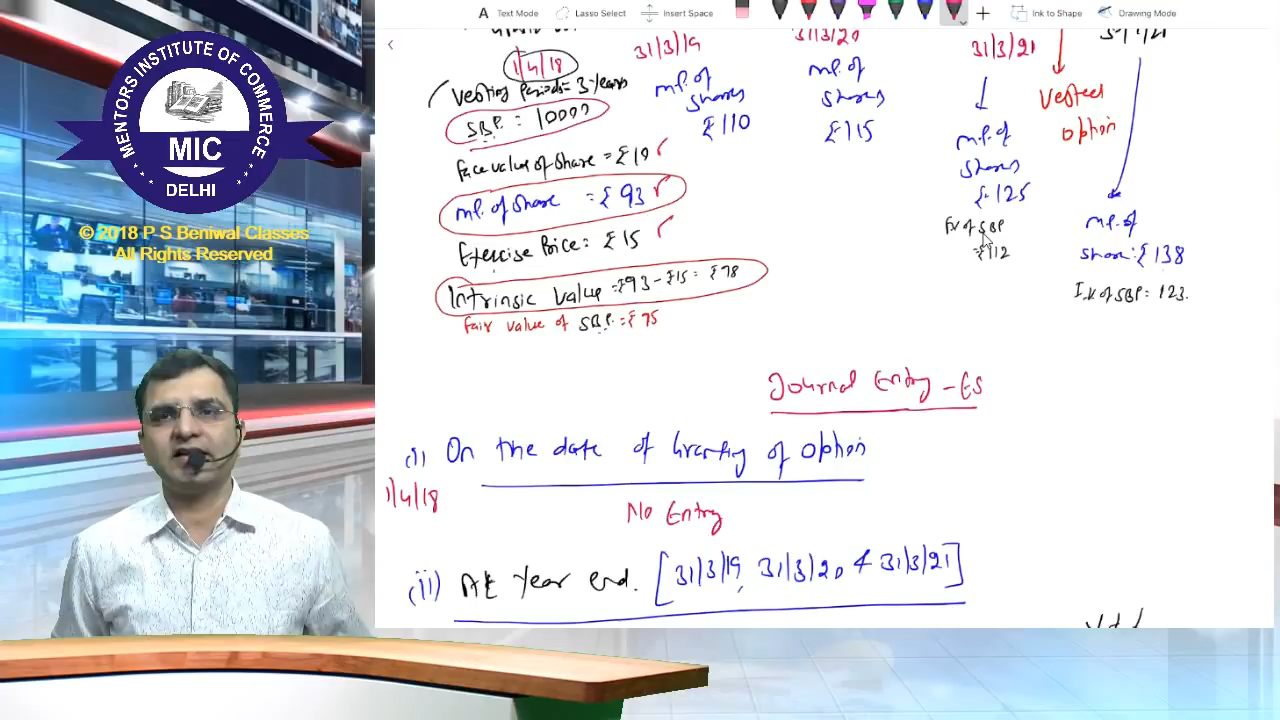 Text Mode
Lasso Select
Insert Space
Ink to Shape
Drawing Mode
MENTORS INSTITUTE OF COMMERCE
MIC
DELHI
© 2018 P S Beniwal Classes
All Rights Reserved
1/4/18
Vesting Period = 3 years
SBP = 10000
Face value of Share = ₹10
m.p. of Share = ₹93
Exercise Price = ₹15
Intrinsic Value = ₹93 - ₹15 = ₹78
Fair value of SBP = ₹75
31/3/19
m.p. of
shares
₹110
31/3/20
m.p. of
shares
₹115
31/3/21
m.p. of
shares
₹125
F.V of SBP
= ₹112
Vested
option
m.p. of
share: ₹138
I.V of SBP = 123.
Journal Entry - ES
(i) On the date of Granting of option
1/4/18
No Entry
(ii) At year end. [31/3/19, 31/3/20 & 31/3/21]